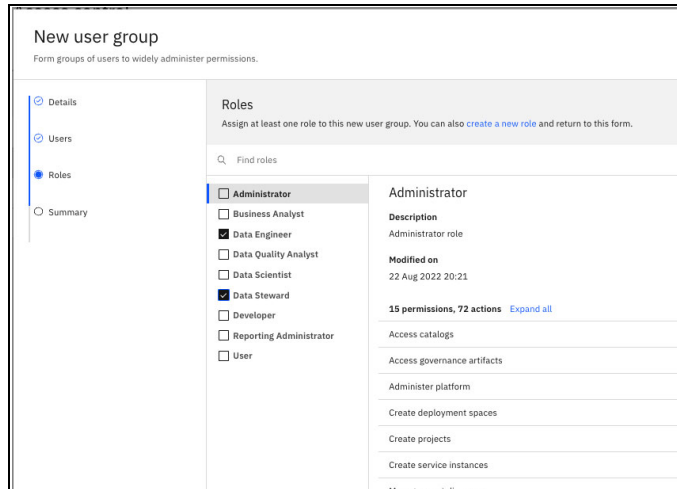 New user group
Form groups of users to widely administer permissions.
Details
Users
Roles
Summary
Roles
Assign at least one role to this new user group. You can also create a new role and return to this form.
Find roles
Administrator
Business Analyst
Data Engineer
Data Quality Analyst
Data Scientist
Data Steward
Developer
Reporting Administrator
User
Administrator
Description
Administrator role
Modified on
22 Aug 2022 20:21
15 permissions, 72 actions Expand all
Access catalogs
Access governance artifacts
Administer platform
Create deployment spaces
Create projects
Create service instances